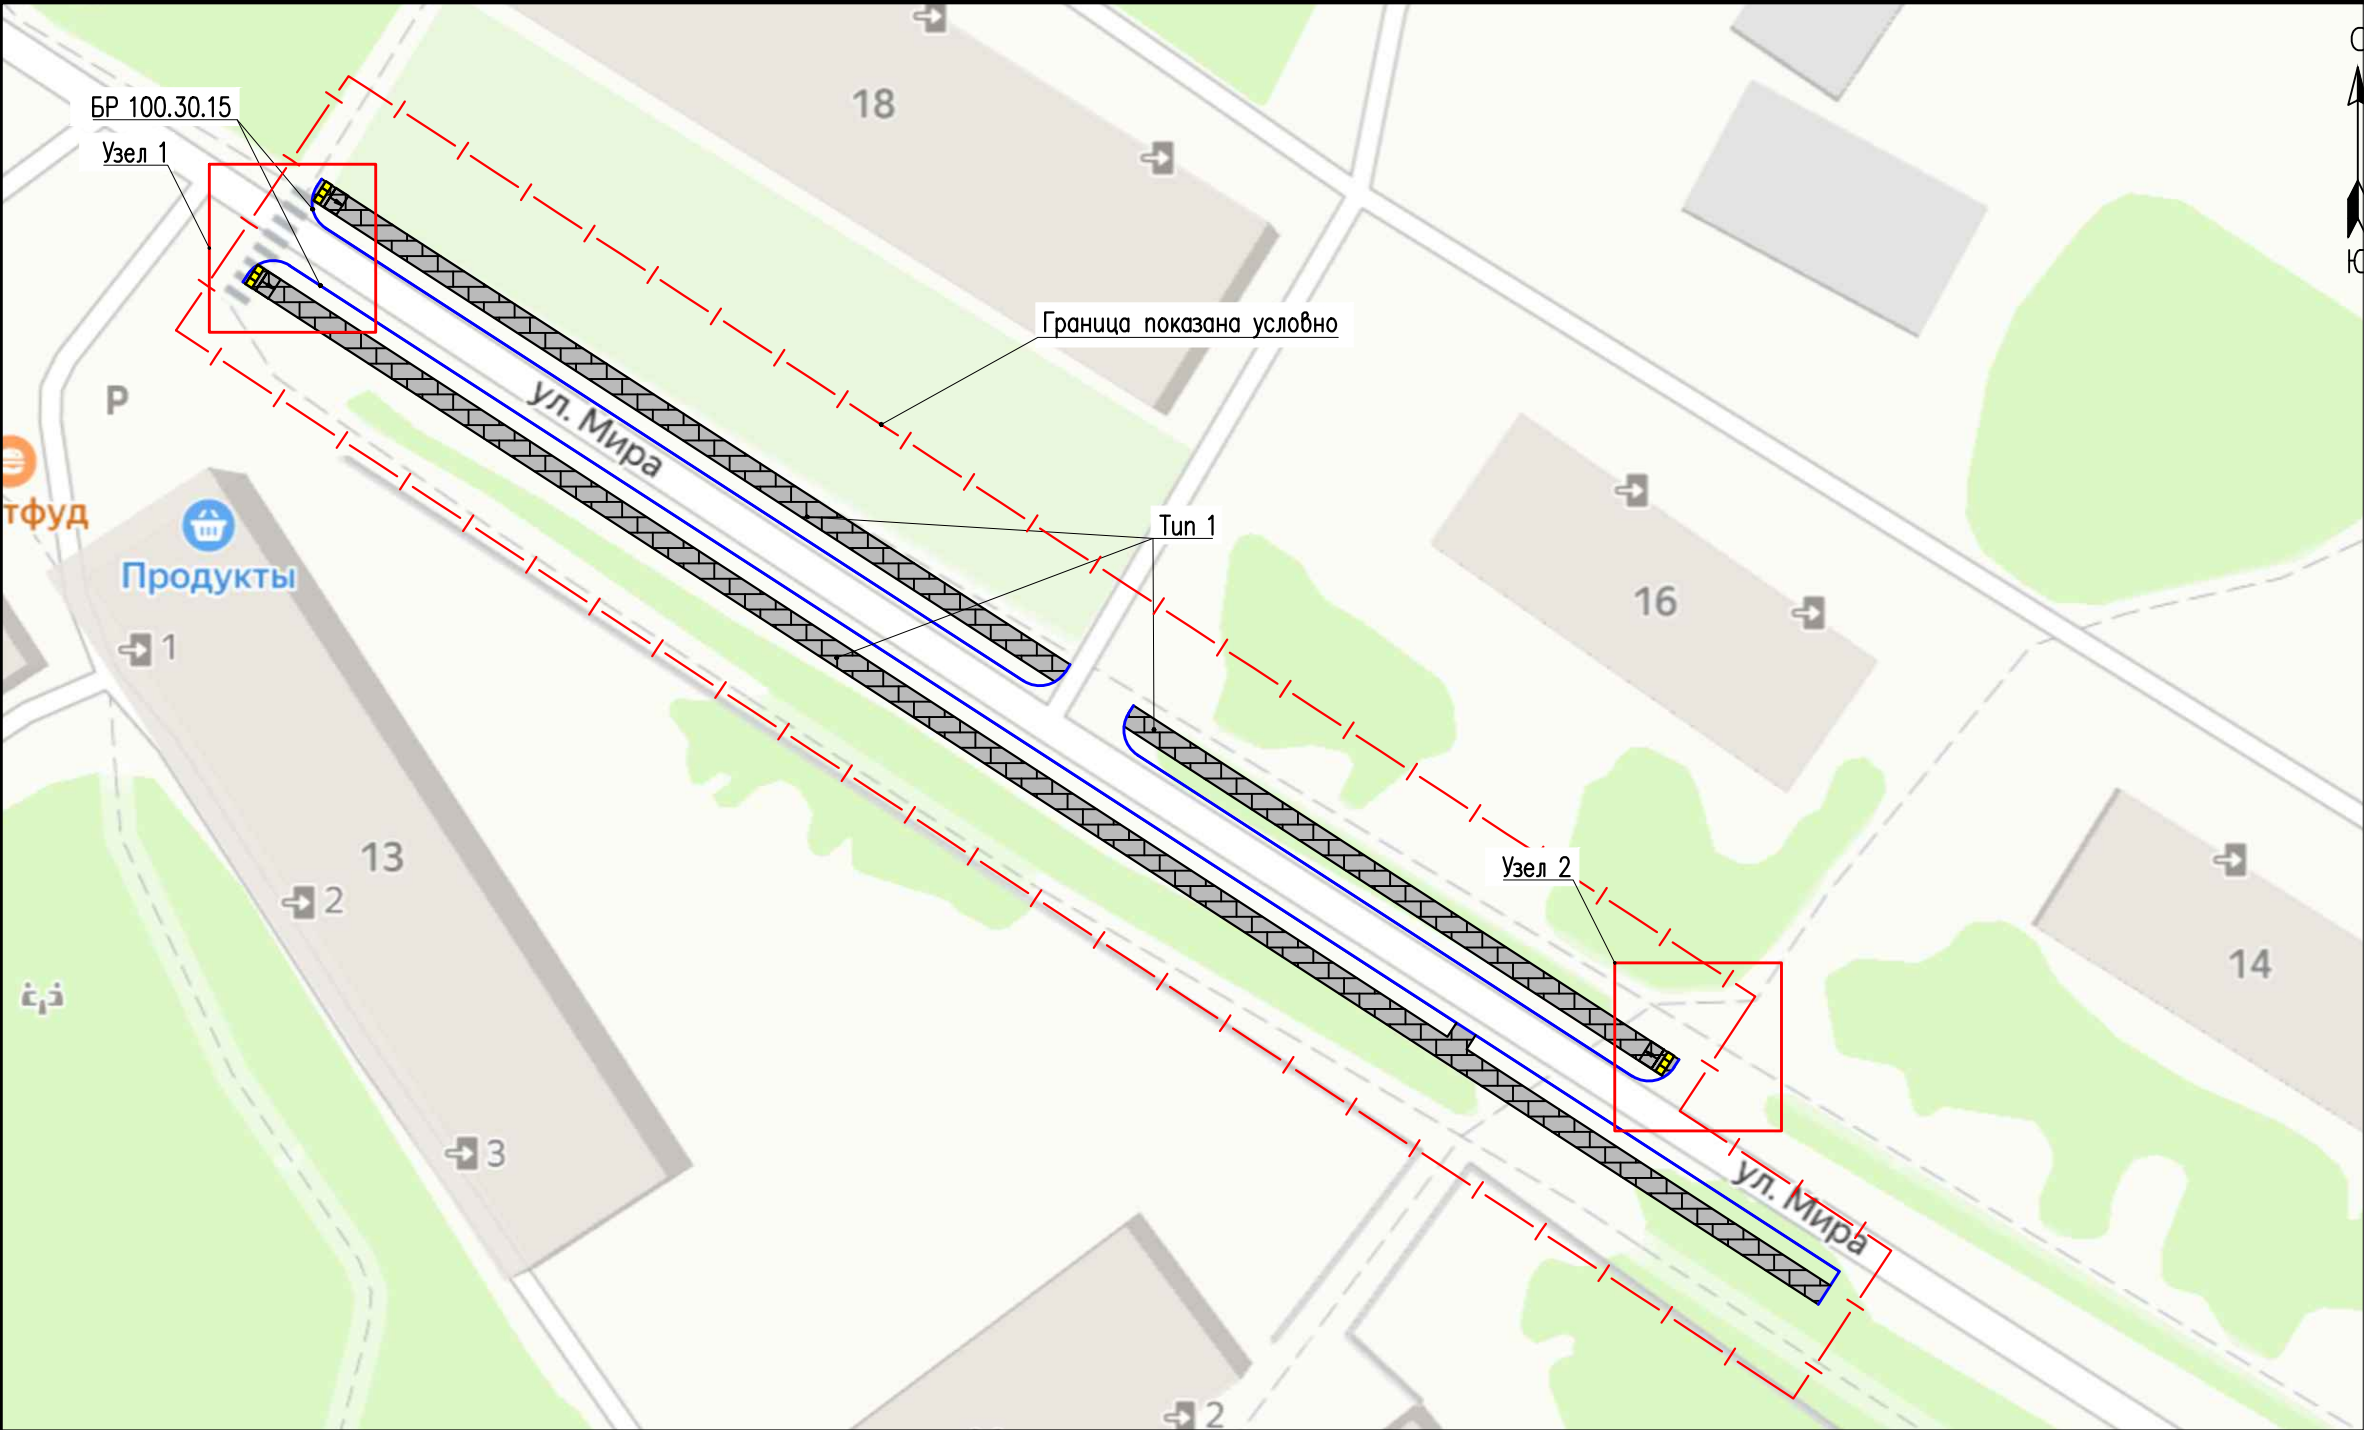 С
18
БР 100.30.15
Узел 1
Ю
Граница показана условно
P
ул. Мира
тфуд
Тип 1
Продукты
16
1
13
Узел 2
2
14
3
ул. Мира
2